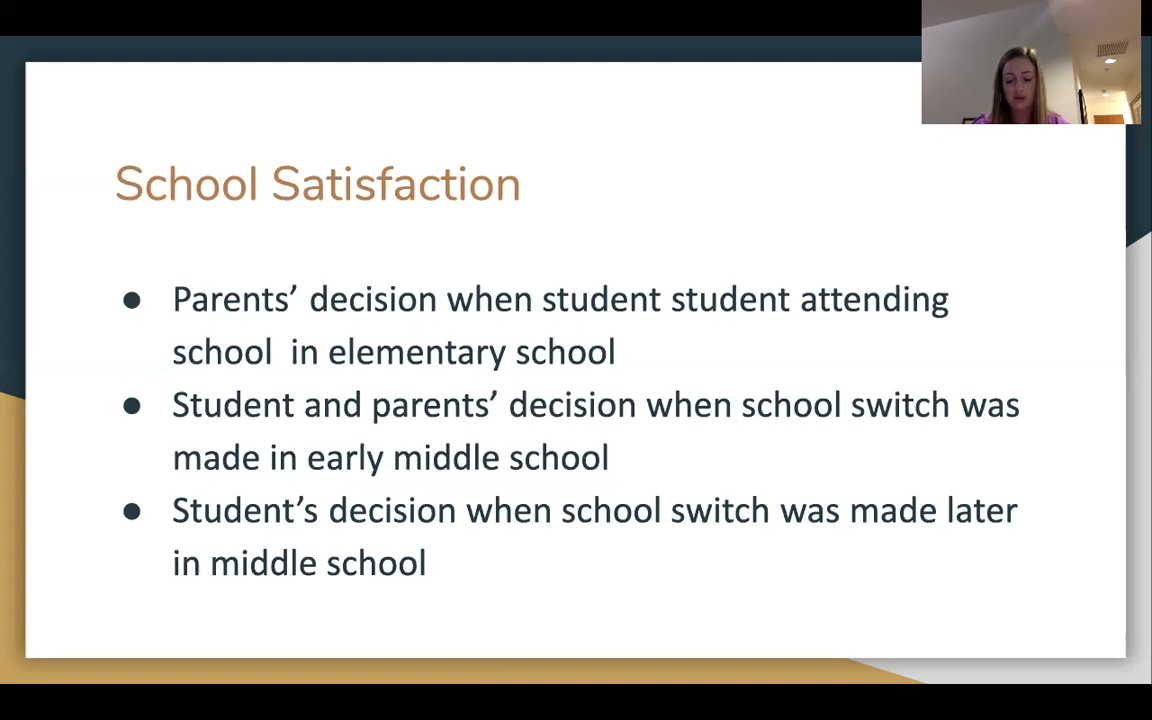 School Satisfaction
● Parents’ decision when student student attending
school  in elementary school
● Student and parents’ decision when school switch was
made in early middle school
● Student’s decision when school switch was made later
in middle school